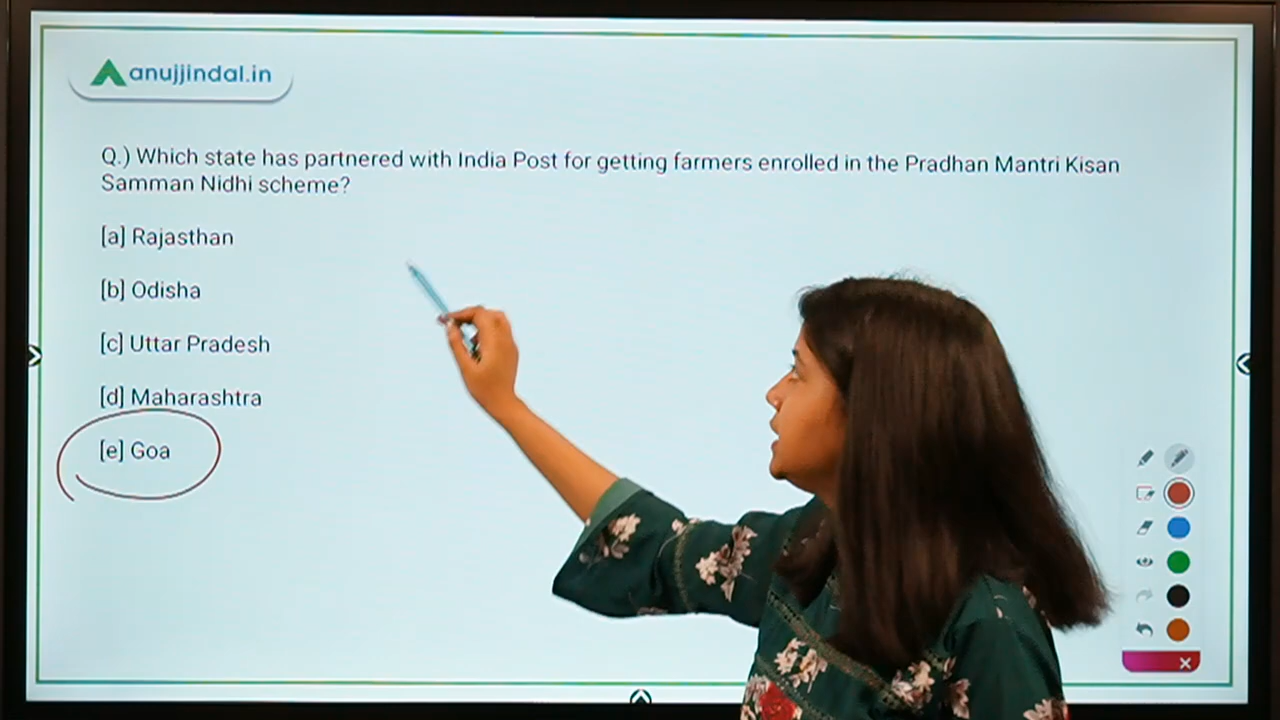 anujjindal.in
Q.) Which state has partnered with India Post for getting farmers enrolled in the Pradhan Mantri Kisan
Samman Nidhi scheme?
[a] Rajasthan
[b] Odisha
[c] Uttar Pradesh
[d] Maharashtra
[e] Goa